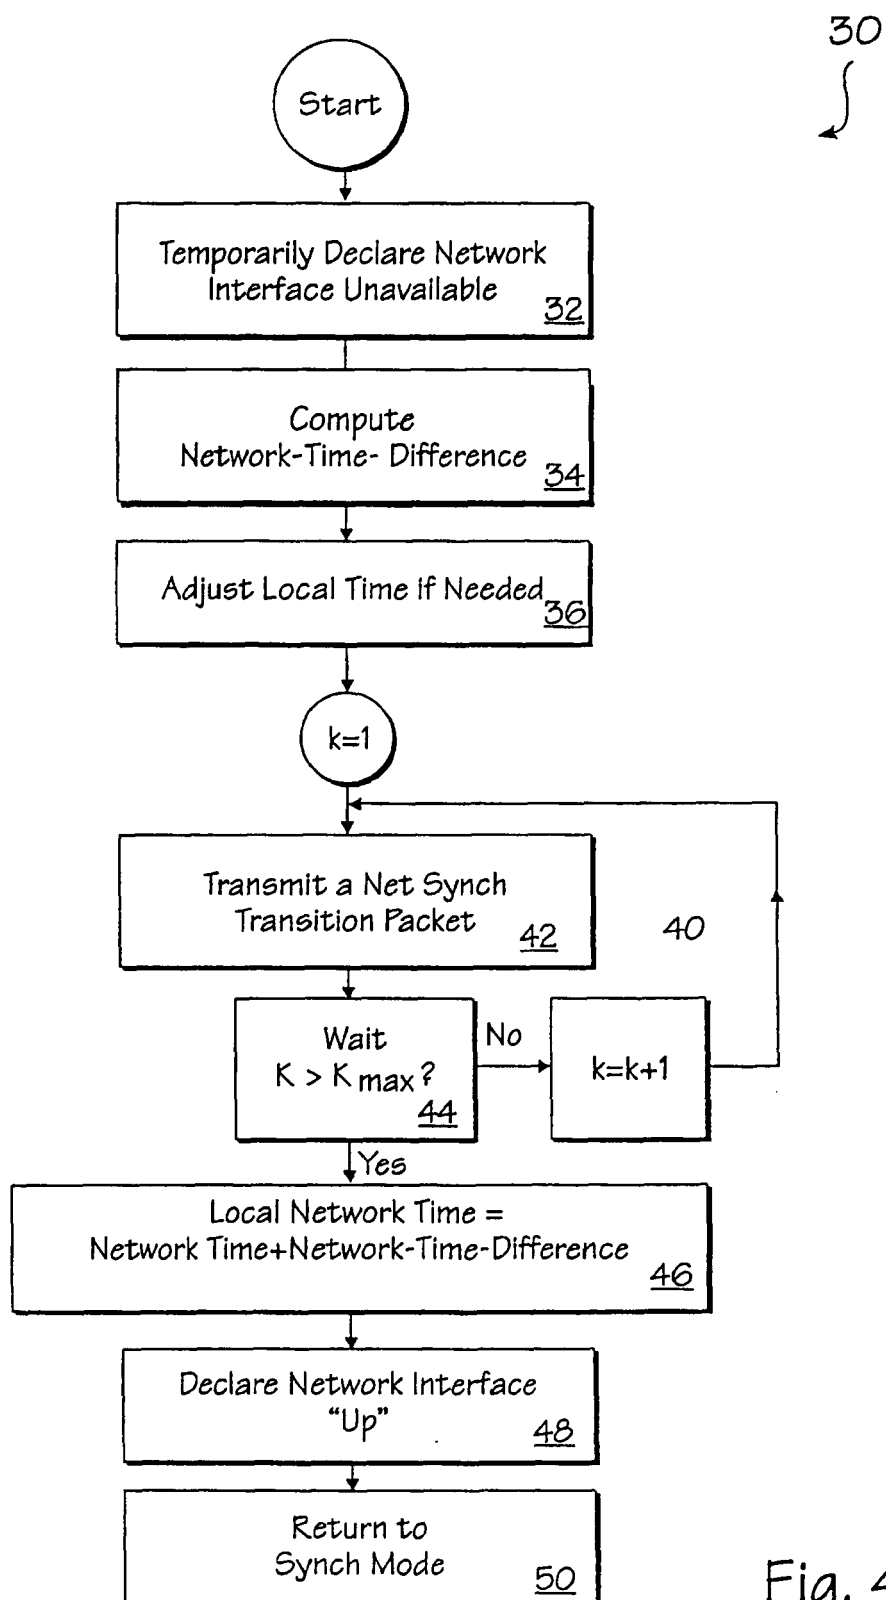 30
Start
Temporarily Declare Network
Interface Unavailable
32
Compute
Network-Time- Difference
34
Adjust Local Time if Needed
36
k=1
Transmit a Net Synch
Transition Packet
42
40
Wait
K > K max ?
44
No
k=k+1
Yes
Local Network Time =
Network Time+Network-Time-Difference
46
Declare Network Interface
“Up”
48
Return to
Synch Mode
50
Fig. 4